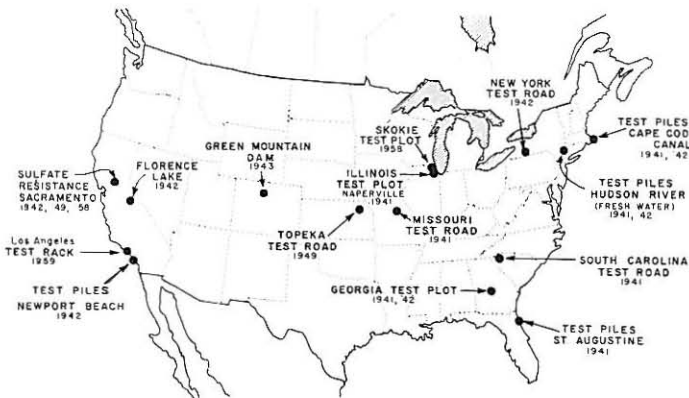 NEW YORK
TEST ROAD
1942
TEST PILES
CAPE COD
CANAL
1941, 42
SKOKIE
TEST PLOT
1958
GREEN MOUNTAIN
DAM
1943
FLORENCE
LAKE
1942
SULFATE
RESISTANCE
SACRAMENTO
1942, 49, 58
ILLINOIS
TEST PLOT
NAPERVILLE
1941
TEST PILES
HUDSON RIVER
(FRESH WATER)
1941, 42
MISSOURI
TEST ROAD
1941
TOPEKA
TEST ROAD
1949
Los Angeles
TEST RACK
1959
SOUTH CAROLINA
TEST ROAD
1941
TEST PILES
NEWPORT BEACH
1942
GEORGIA TEST PLOT
1941, 42
TEST PILES
ST. AUGUSTINE
1941